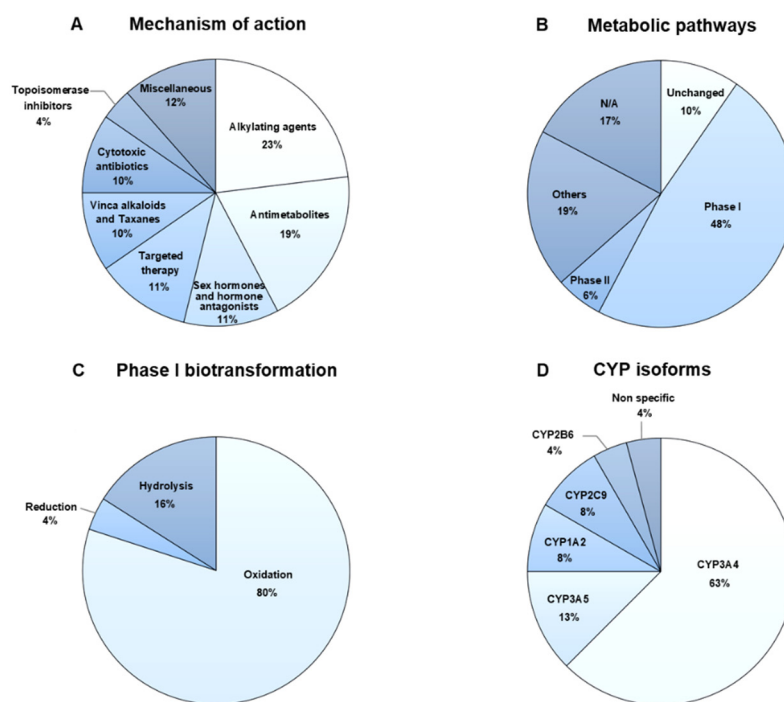 A Mechanism of action
Topoisomerase
inhibitors
4%
Miscellaneous
12%
Alkylating agents
23%
Cytotoxic
antibiotics
10%
Vinca alkaloids
and Taxanes
10%
Antimetabolites
19%
Targeted
therapy
11%
Sex hormones
and hormone
antagonists
11%
B Metabolic pathways
N/A
17%
Unchanged
10%
Others
19%
Phase I
48%
Phase II
6%
C Phase I biotransformation
Hydrolysis
16%
Reduction
4%
Oxidation
80%
D CYP isoforms
Non specific
4%
CYP2B6
4%
CYP2C9
8%
CYP1A2
8%
CYP3A4
63%
CYP3A5
13%